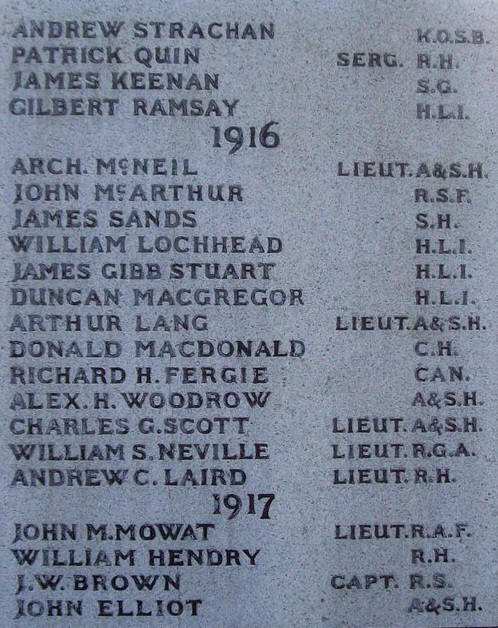 ANDREW STRACHAN K.O.S.B.
PATRICK QUIN SERG. R.H.
JAMES KEENAN S.G.
GILBERT RAMSAY H.L.I.
1916
ARCH. McNEIL LIEUT. A&S.H.
JOHN McARTHUR R.S.F.
JAMES SANDS S.H.
WILLIAM LOCHHEAD H.L.I.
JAMES GIBB STUART H.L.I.
DUNCAN MACGREGOR H.L.I.
ARTHUR LANG LIEUT. A&S.H.
DONALD MACDONALD C.H.
RICHARD H. FERGIE CAN.
ALEX. H. WOODROW A&S.H.
CHARLES G. SCOTT LIEUT. A&S.H.
WILLIAM S. NEVILLE LIEUT. R.G.A.
ANDREW C. LAIRD LIEUT. R.H.
1917
JOHN M. MOWAT LIEUT. R.A.F.
WILLIAM HENDRY R.H.
J.W. BROWN CAPT. R.S.
JOHN ELLIOT A&S.H.